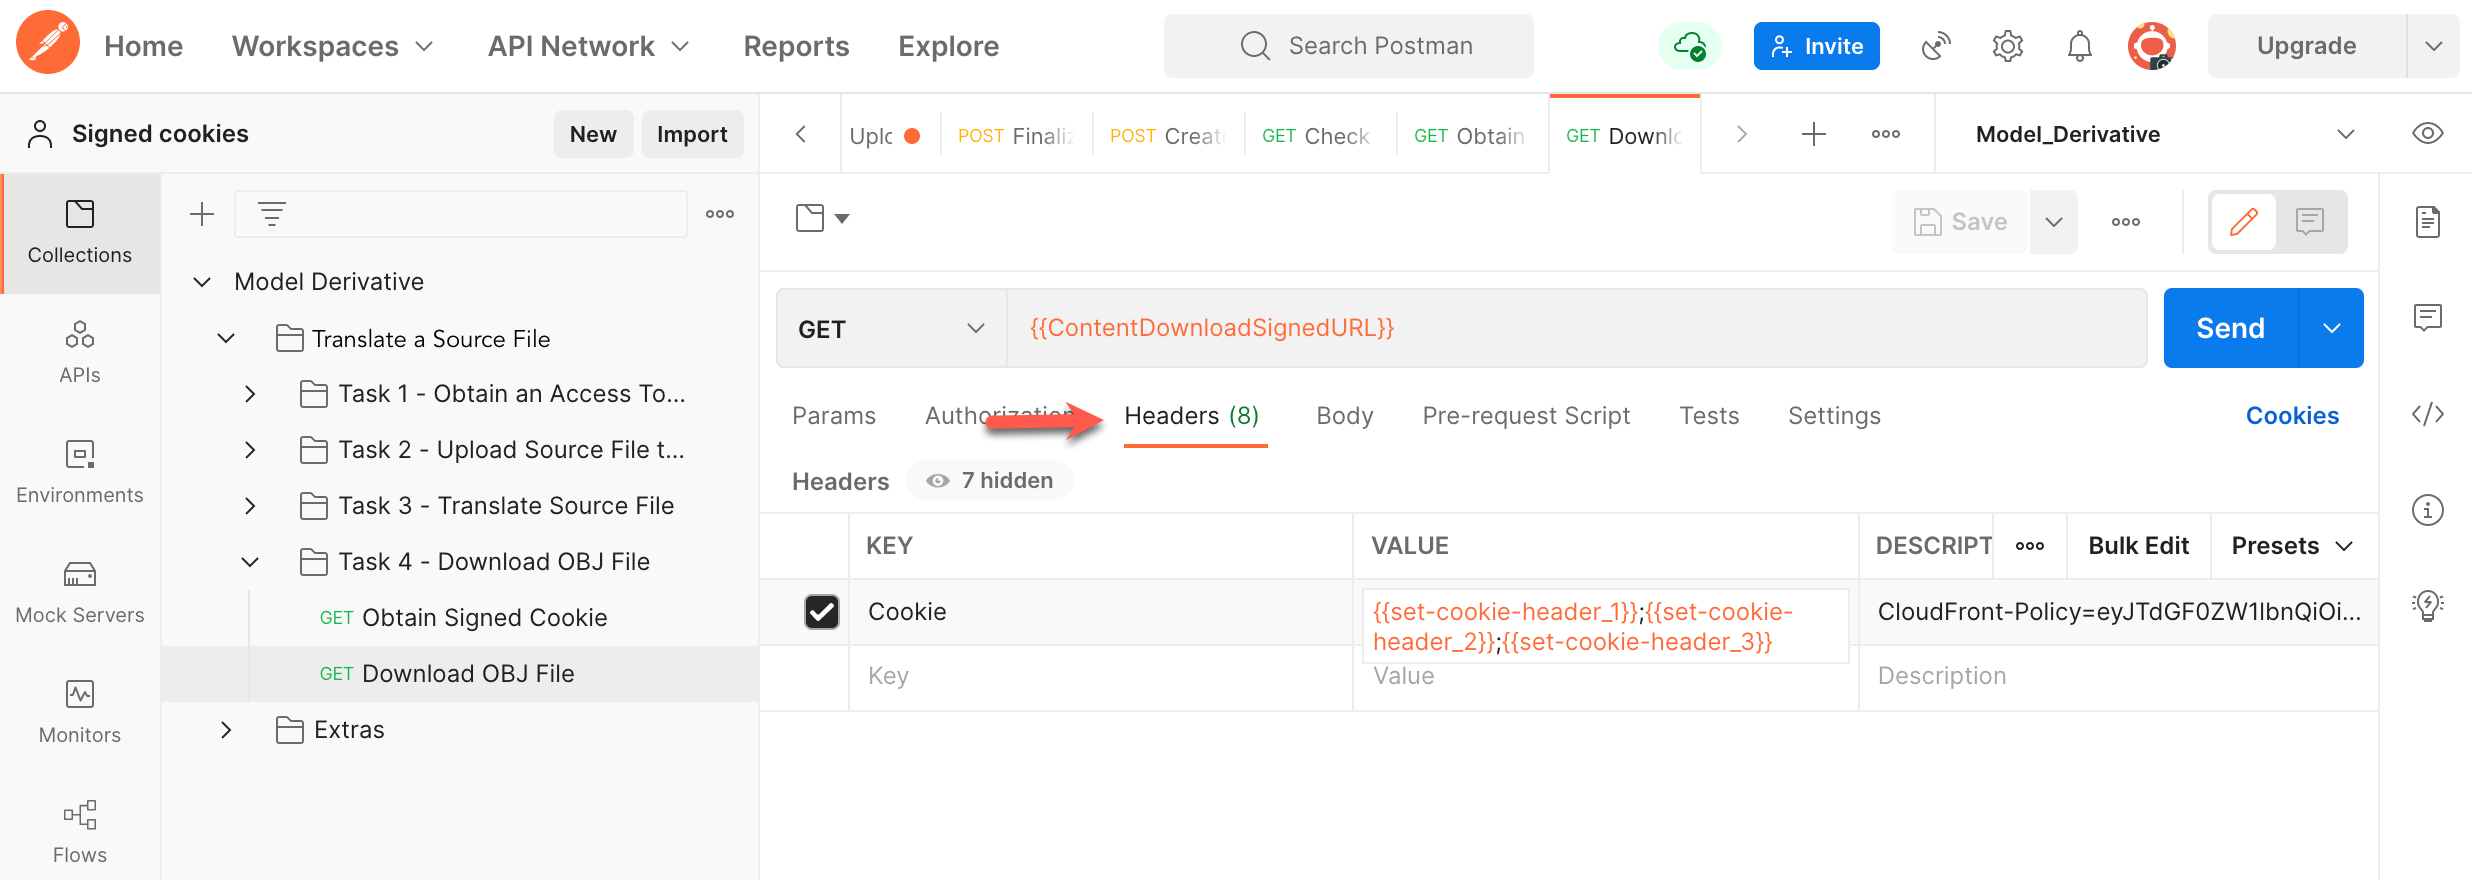 Home
Workspaces
API Network
Reports
Explore
Search Postman
Invite
Upgrade
Signed cookies
New
Import
Uplo
POST Finaliz
POST Create
GET Check
GET Obtain
GET Downlo
Model_Derivative
Collections
APIs
Environments
Mock Servers
Monitors
Flows
Model Derivative
Translate a Source File
Task 1 - Obtain an Access To...
Task 2 - Upload Source File t...
Task 3 - Translate Source File
Task 4 - Download OBJ File
GET Obtain Signed Cookie
GET Download OBJ File
Extras
Save
GET
{{ContentDownloadSignedURL}}
Send
Params
Authorization
Headers (8)
Body
Pre-request Script
Tests
Settings
Cookies
Headers
7 hidden
KEY
VALUE
DESCRIPT
Bulk Edit
Presets
Cookie
{{set-cookie-header_1}};{{set-cookie-
header_2}};{{set-cookie-header_3}}
CloudFront-Policy=eyJTdGF0ZW1lbnQiOi...
Key
Value
Description